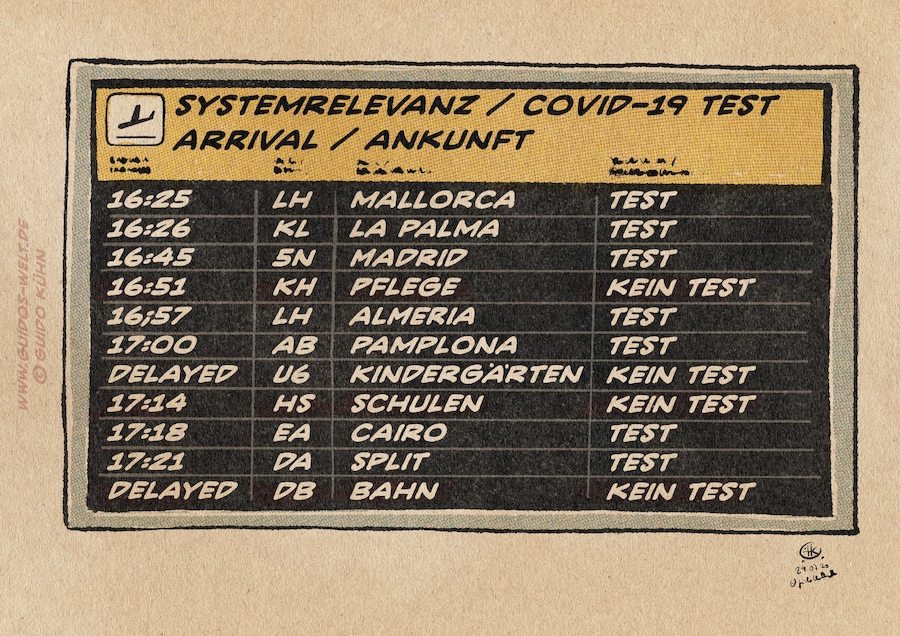 SYSTEMRELEVANZ / COVID-19 TEST
ARRIVAL / ANKUNFT
16:25 LH MALLORCA TEST
16:26 KL LA PALMA TEST
16:45 5N MADRID TEST
16:51 KH PFLEGE KEIN TEST
16;57 LH ALMERIA TEST
17:00 AB PAMPLONA TEST
DELAYED U6 KINDERGÄRTEN KEIN TEST
17:14 HS SCHULEN KEIN TEST
17:18 EA CAIRO TEST
17:21 DA SPLIT TEST
DELAYED DB BAHN KEIN TEST
WWW.GUIDOS-WELT.DE
© GUIDO KÜHN